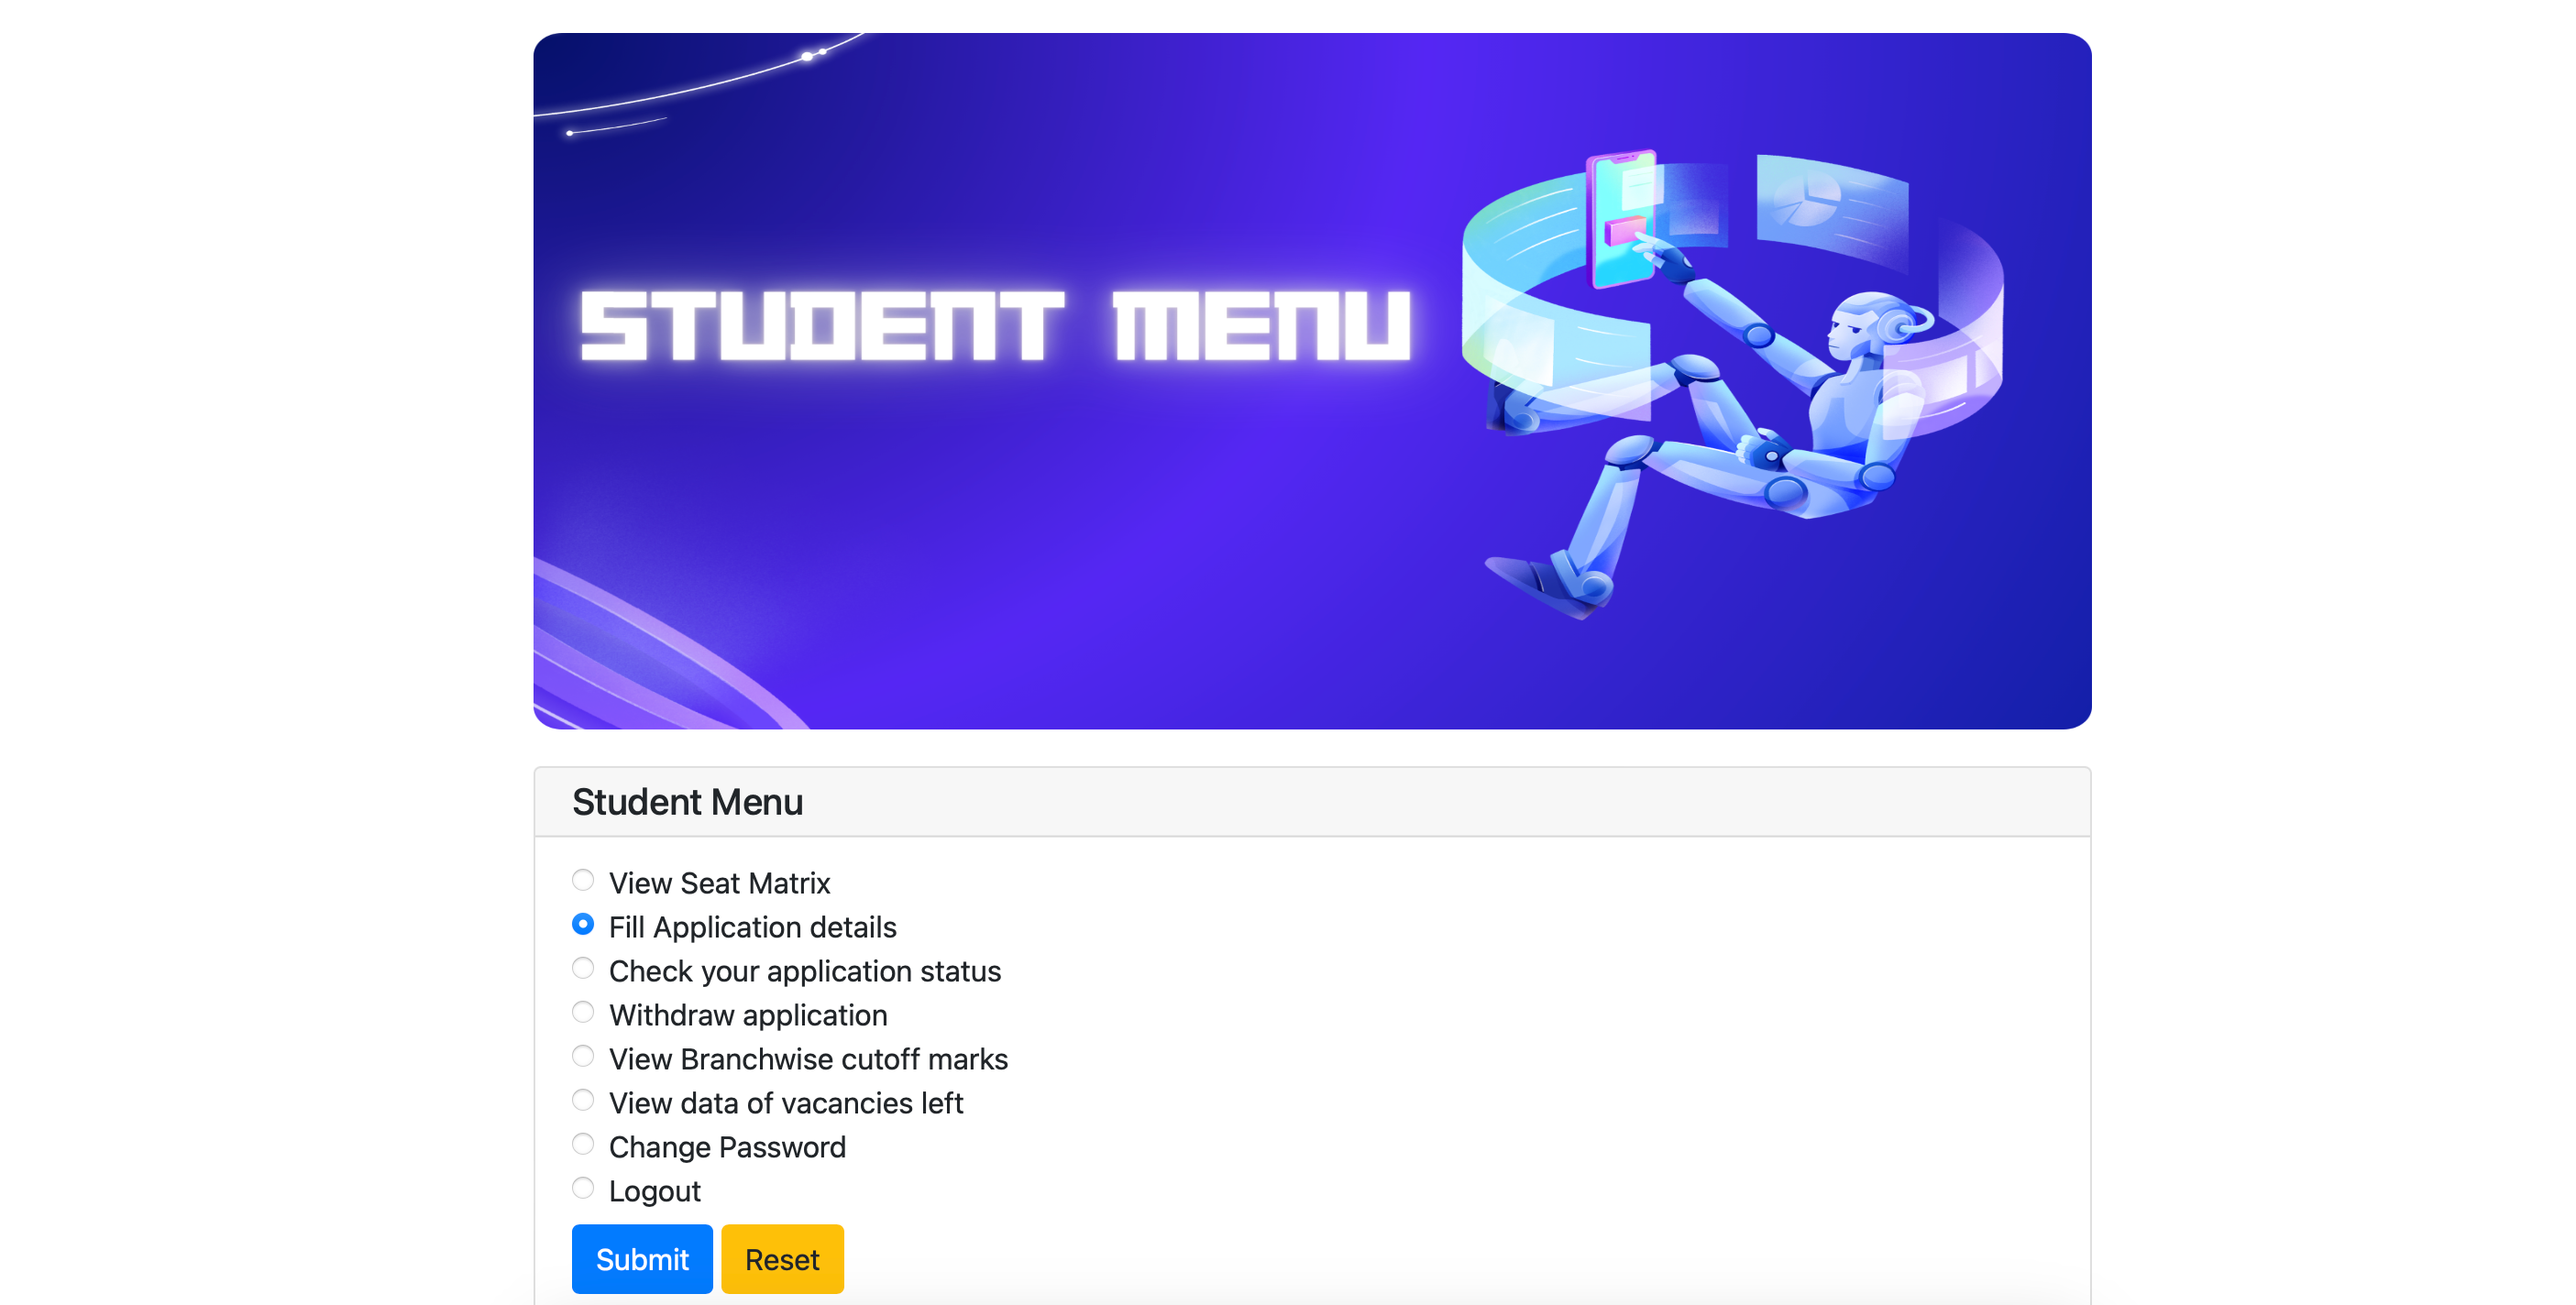 STUDENT MENU
Student Menu
View Seat Matrix
Fill Application details
Check your application status
Withdraw application
View Branchwise cutoff marks
View data of vacancies left
Change Password
Logout
Submit Reset